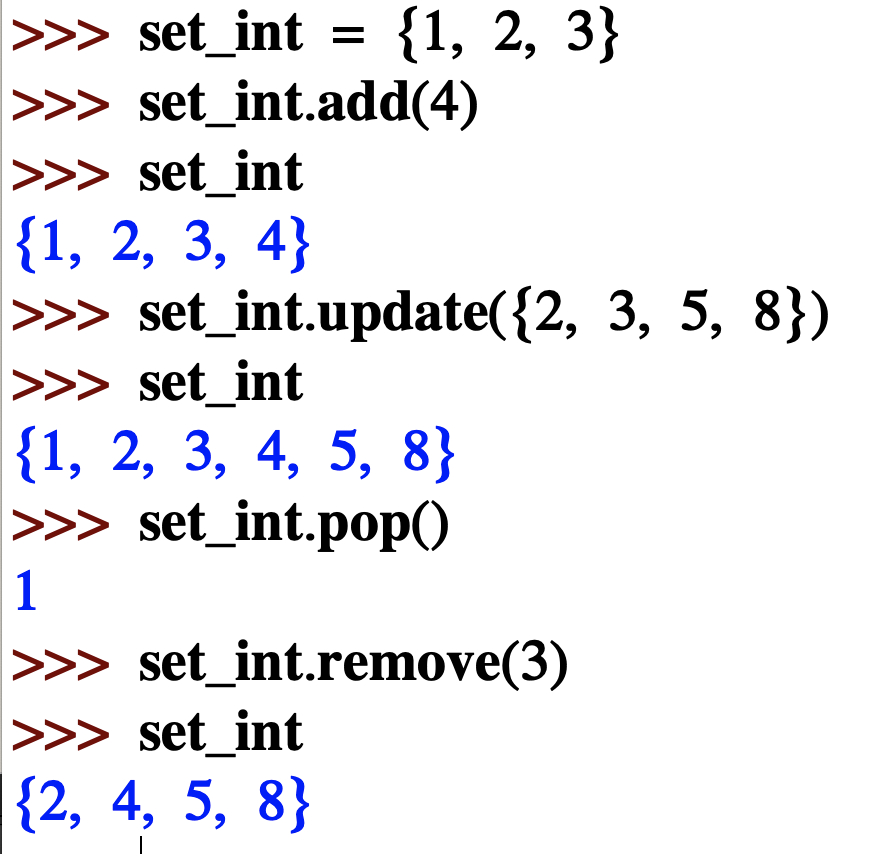 >>> set_int = {1, 2, 3}
>>> set_int.add(4)
>>> set_int
{1, 2, 3, 4}
>>> set_int.update({2, 3, 5, 8})
>>> set_int
{1, 2, 3, 4, 5, 8}
>>> set_int.pop()
1
>>> set_int.remove(3)
>>> set_int
{2, 4, 5, 8}